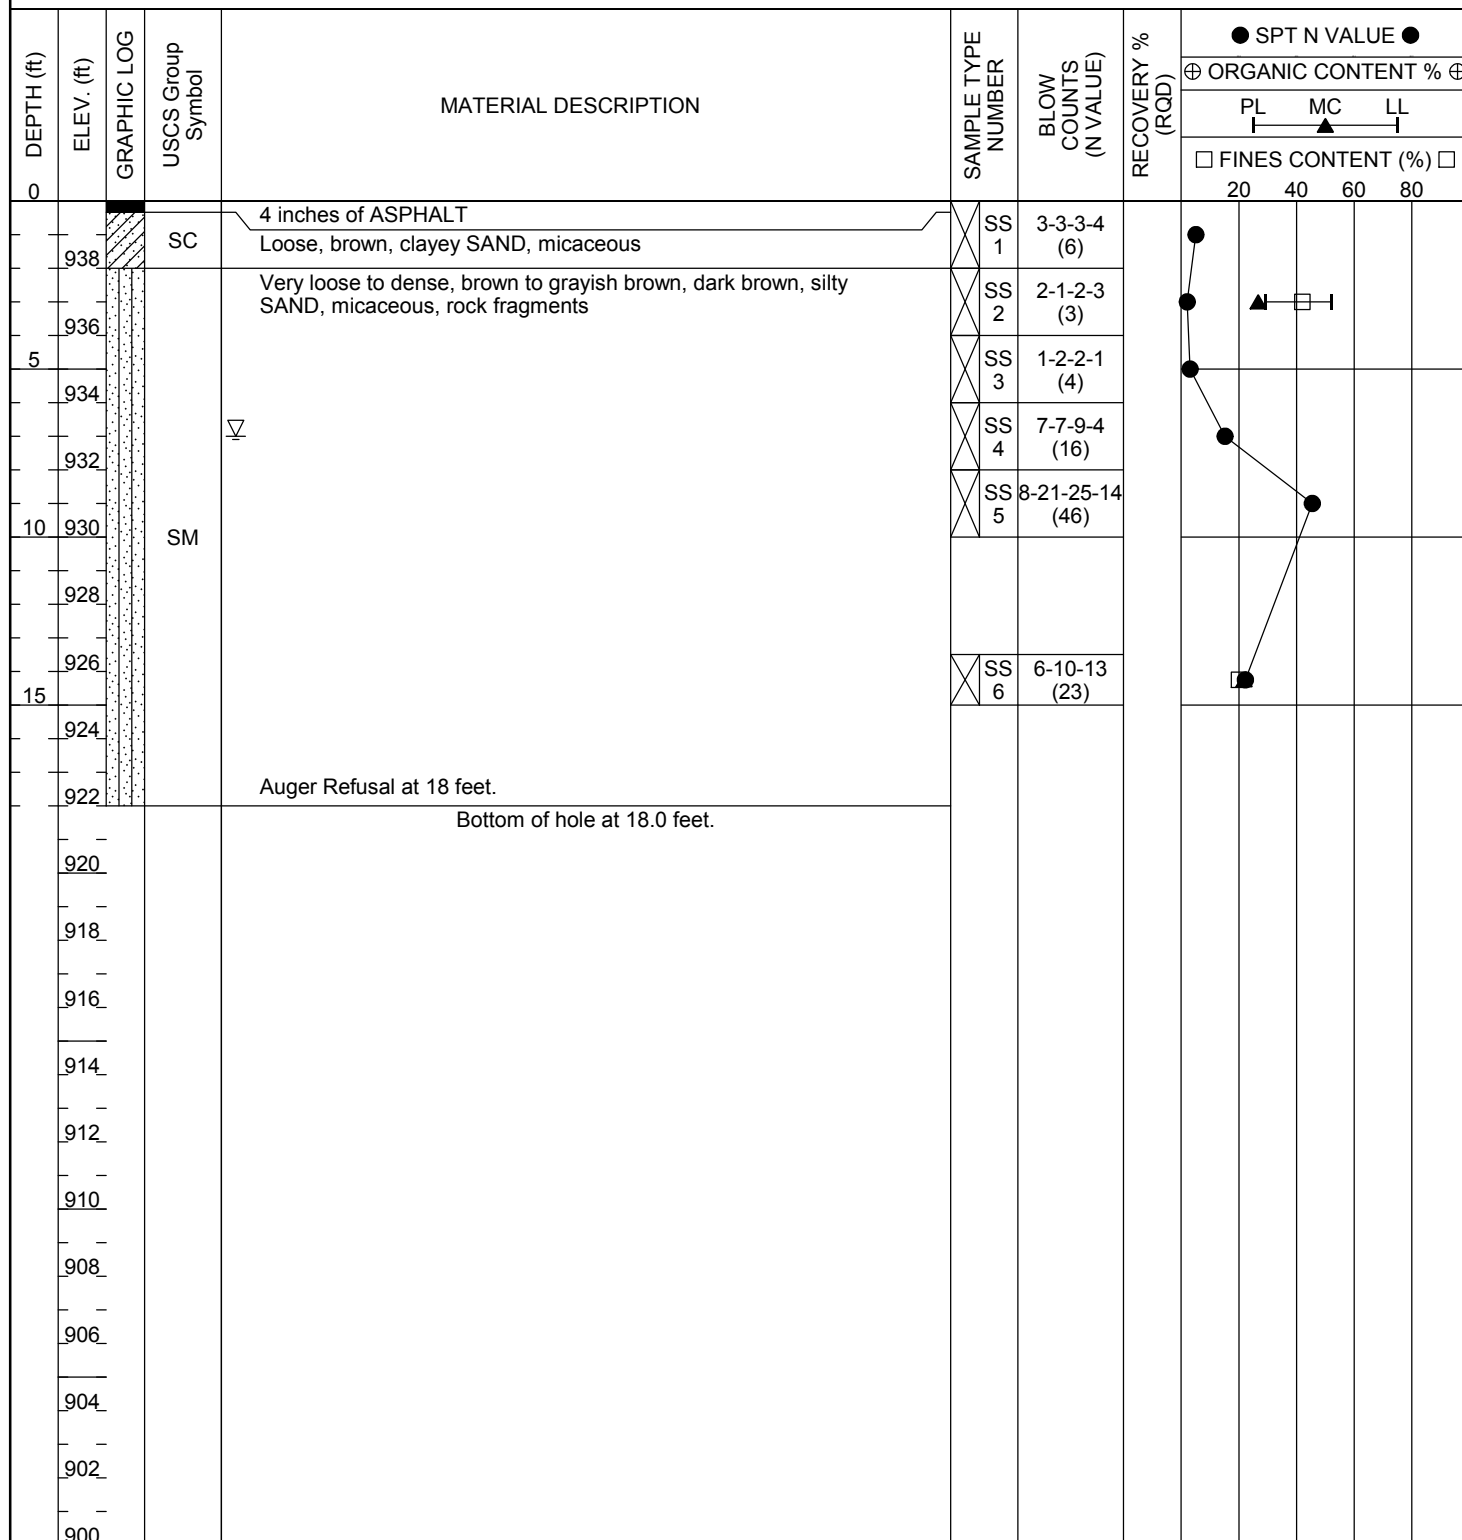 DEPTH (ft)
ELEV. (ft)
GRAPHIC LOG
USCS Group
Symbol
MATERIAL DESCRIPTION
SAMPLE TYPE
NUMBER
BLOW
COUNTS
(N VALUE)
RECOVERY %
(RQD)
● SPT N VALUE ●
⊕ ORGANIC CONTENT % ⊕
PL MC LL
□ FINES CONTENT (%) □
0
20 40 60 80
4 inches of ASPHALT
SC
Loose, brown, clayey SAND, micaceous
SS
1
3-3-3-4
(6)
938
Very loose to dense, brown to grayish brown, dark brown, silty
SAND, micaceous, rock fragments
SS
2
2-1-2-3
(3)
936
5
SS
3
1-2-2-1
(4)
934
SS
4
7-7-9-4
(16)
932
SS
5
8-21-25-14
(46)
10
930
SM
928
926
SS
6
6-10-13
(23)
15
924
Auger Refusal at 18 feet.
922
Bottom of hole at 18.0 feet.
920
918
916
914
912
910
908
906
904
902
900